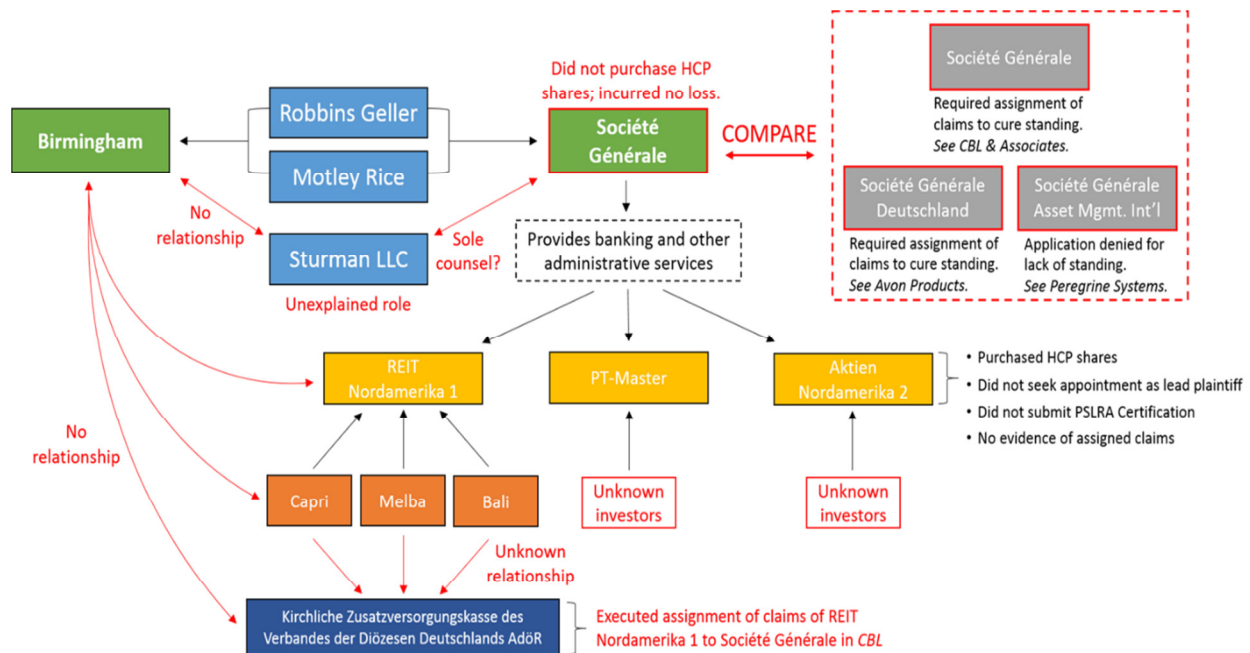 Did not purchase HCP
shares; incurred no loss.
Birmingham
Robbins Geller
Motley Rice
Société
Générale
COMPARE
Société Générale
Required assignment of
claims to cure standing.
See CBL & Associates.
Société Générale
Deutschland
Société Générale
Asset Mgmt. Int'l
Required assignment of
claims to cure standing.
See Avon Products.
Application denied for
lack of standing.
See Peregrine Systems.
No
relationship
Sturman LLC
Unexplained role
Sole
counsel?
Provides banking and other
administrative services
REIT
Nordamerika 1
PT-Master
Aktien
Nordamerika 2
• Purchased HCP shares
• Did not seek appointment as lead plaintiff
• Did not submit PSLRA Certification
• No evidence of assigned claims
No
relationship
Capri
Melba
Bali
Unknown
investors
Unknown
investors
Unknown
relationship
Kirchliche Zusatzversorgungskasse des
Verbandes der Diözesen Deutschlands AdöR
Executed assignment of claims of REIT
Nordamerika 1 to Société Générale in CBL